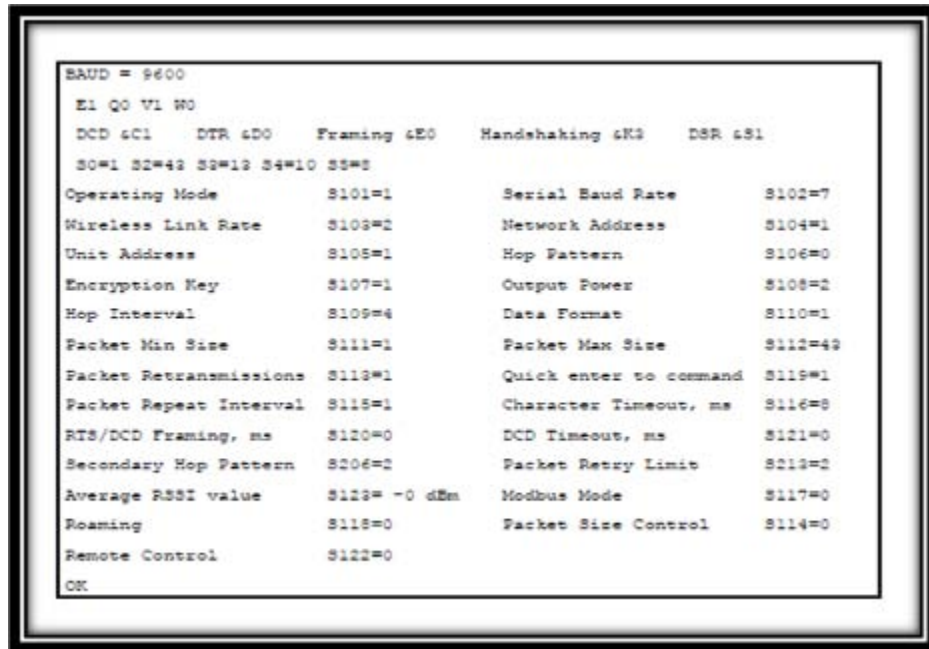 BAUD = 9600
E1 Q0 V1 W0
DCD &C1 DTR &D0 Framing &E0 Handshaking &K3 DSR &S1
S0=1 S2=43 S3=13 S4=10 S5=8
Operating Mode S101=1 Serial Baud Rate S102=7
Wireless Link Rate S103=2 Network Address S104=1
Unit Address S105=1 Hop Pattern S106=0
Encryption Key S107=1 Output Power S108=2
Hop Interval S109=4 Data Format S110=1
Packet Min Size S111=1 Packet Max Size S112=43
Packet Retransmissions S113=1 Quick enter to command S119=1
Packet Repeat Interval S115=1 Character Timeout, ms S116=8
RTS/DCD Framing, ms S120=0 DCD Timeout, ms S121=0
Secondary Hop Pattern S206=2 Packet Retry Limit S213=2
Average RSSI value S123= -0 dBm Modbus Mode S117=0
Roaming S118=0 Packet Size Control S114=0
Remote Control S122=0
OK